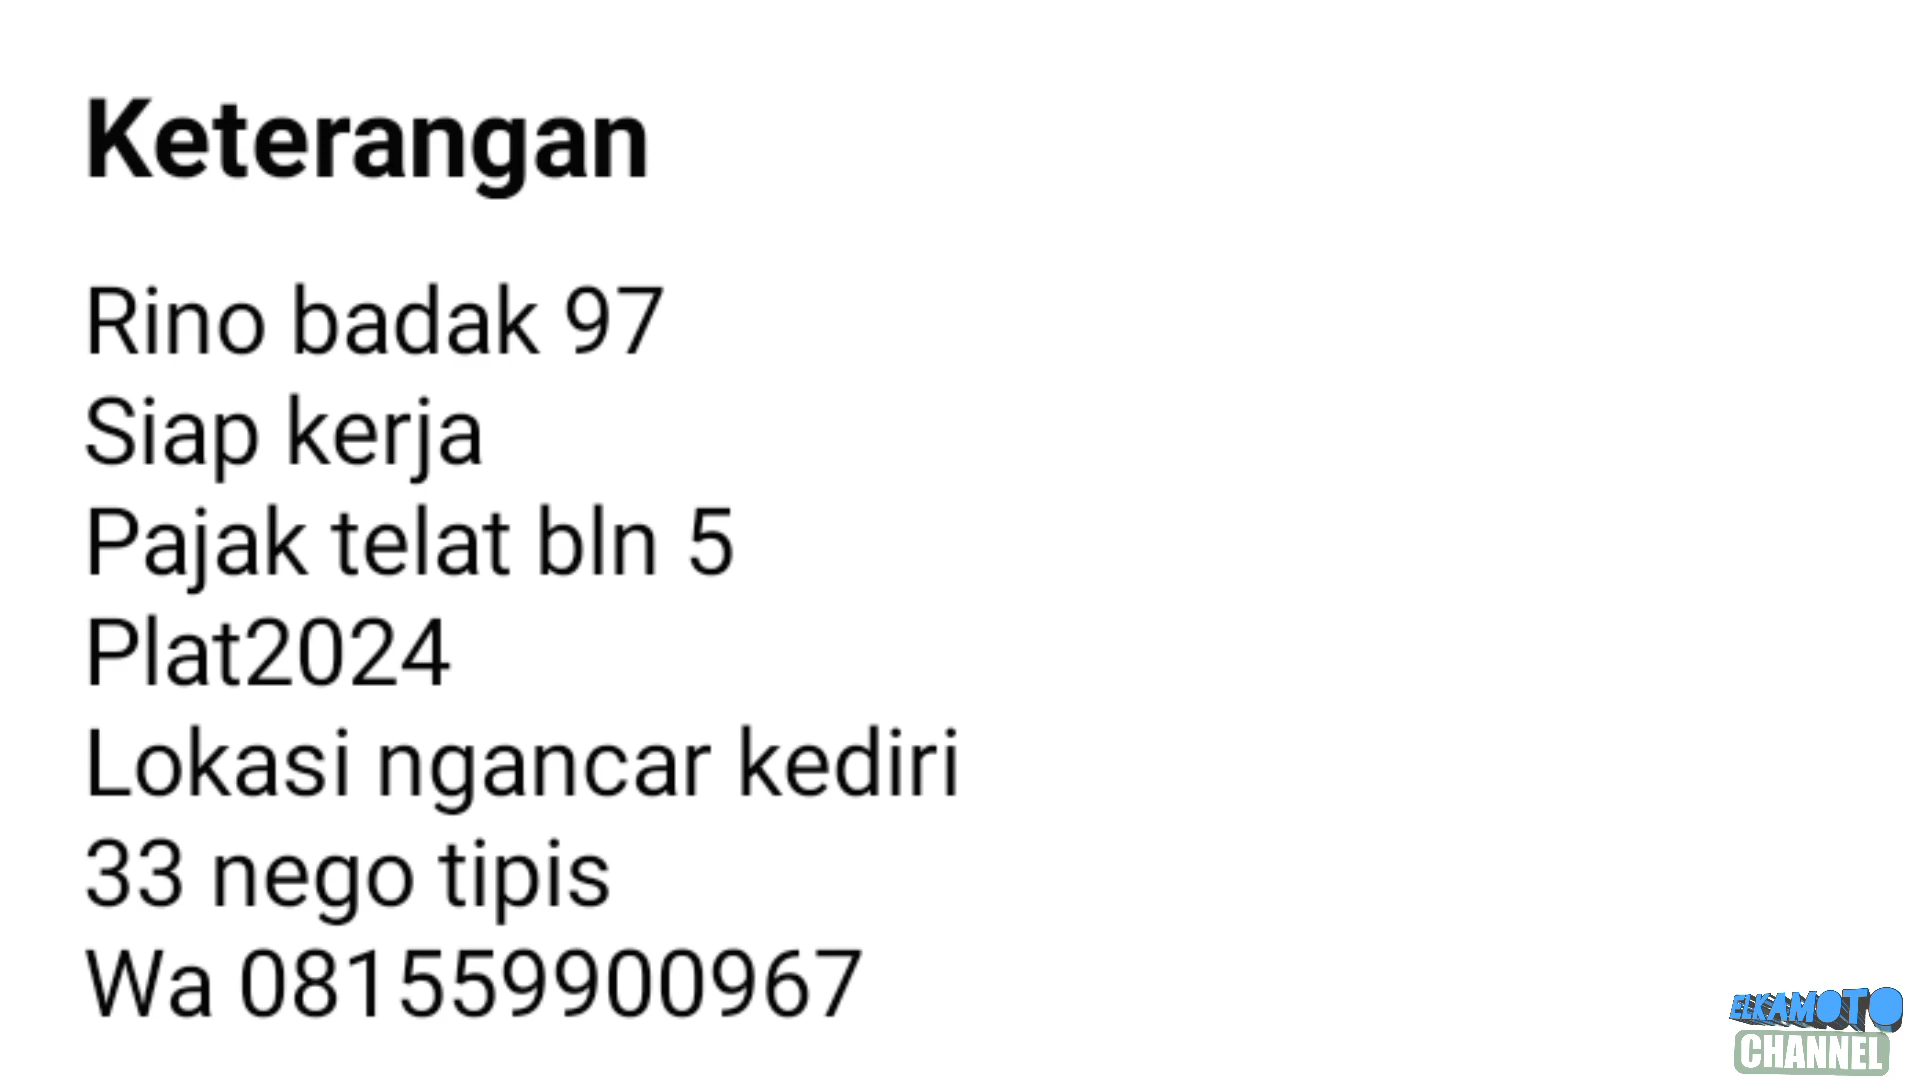 Keterangan
Rino badak 97
Siap kerja
Pajak telat bln 5
Plat2024
Lokasi ngancar kediri
33 nego tipis
Wa 081559900967
ELKAMOTO
CHANNEL